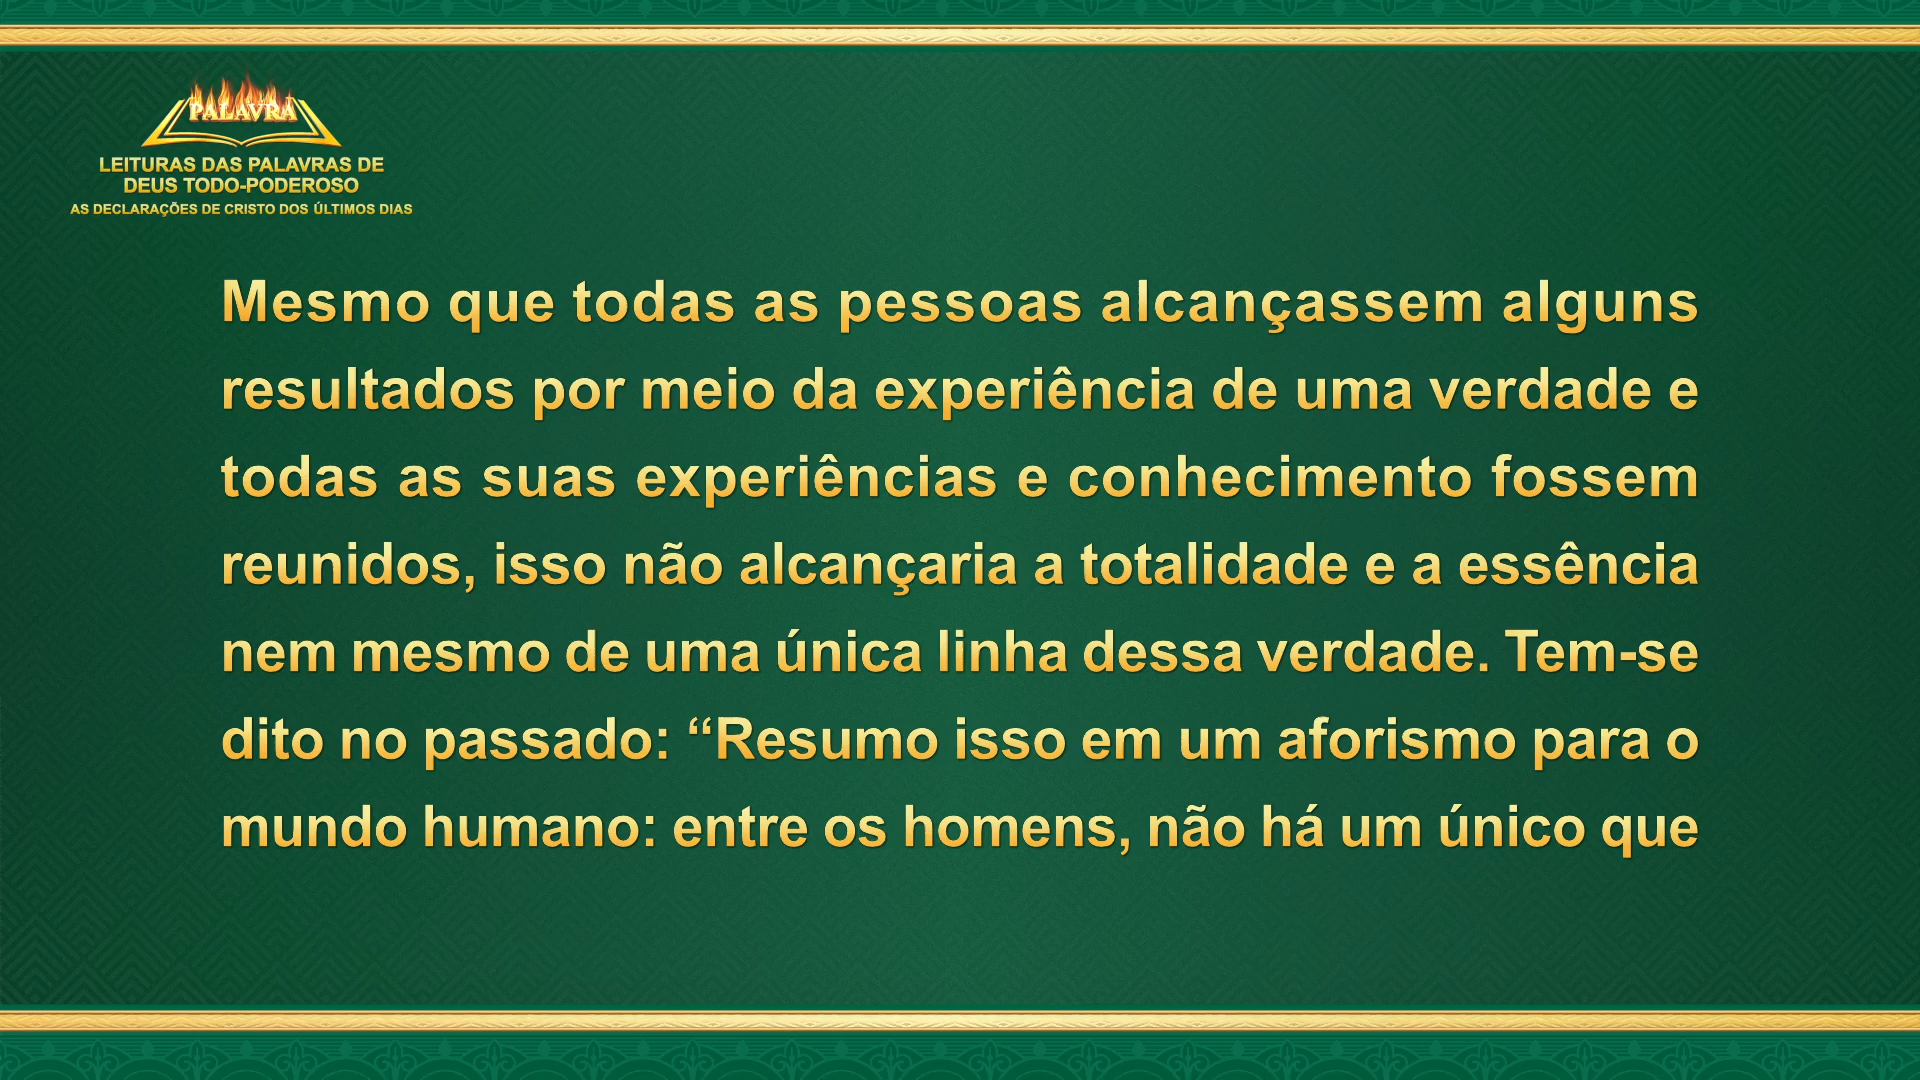 PALAVRA
LEITURAS DAS PALAVRAS DE
DEUS TODO-PODEROSO
AS DECLARAÇÕES DE CRISTO DOS ÚLTIMOS DIAS
Mesmo que todas as pessoas alcançassem alguns
resultados por meio da experiência de uma verdade e
todas as suas experiências e conhecimento fossem
reunidos, isso não alcançaria a totalidade e a essência
nem mesmo de uma única linha dessa verdade. Tem-se
dito no passado: “Resumo isso em um aforismo para o
mundo humano: entre os homens, não há um único que